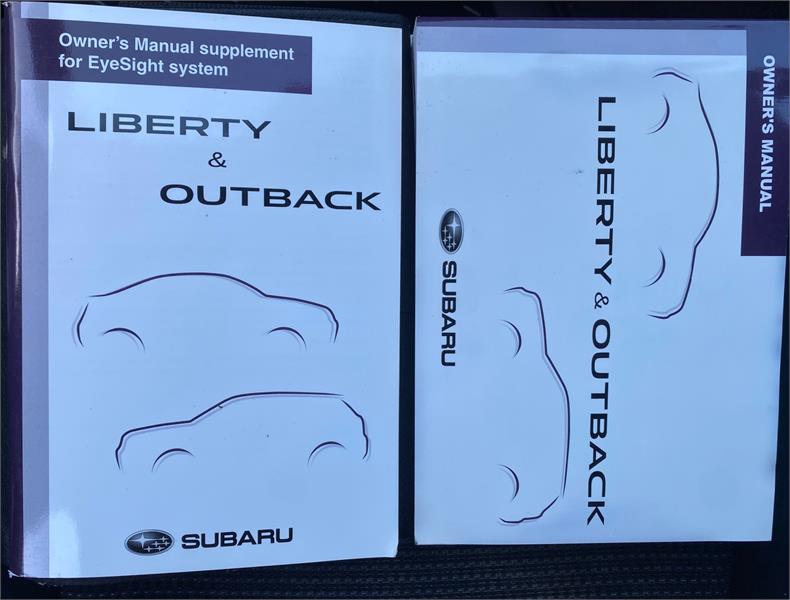 Owner's Manual supplement
for EyeSight system
LIBERTY
&
OUTBACK
SUBARU
OWNER'S MANUAL
LIBERTY & OUTBACK
SUBARU